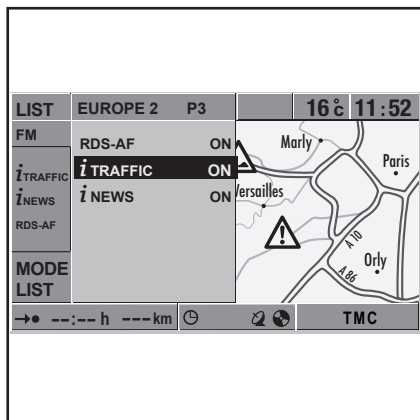 LIST EUROPE 2 P3 16°c 11:52
FM
i TRAFFIC
i NEWS
RDS-AF
MODE
LIST
RDS-AF ON
i TRAFFIC ON
i NEWS ON
Marly
Paris
Versailles
A 10
Orly
A 86
--:-- h ---km TMC